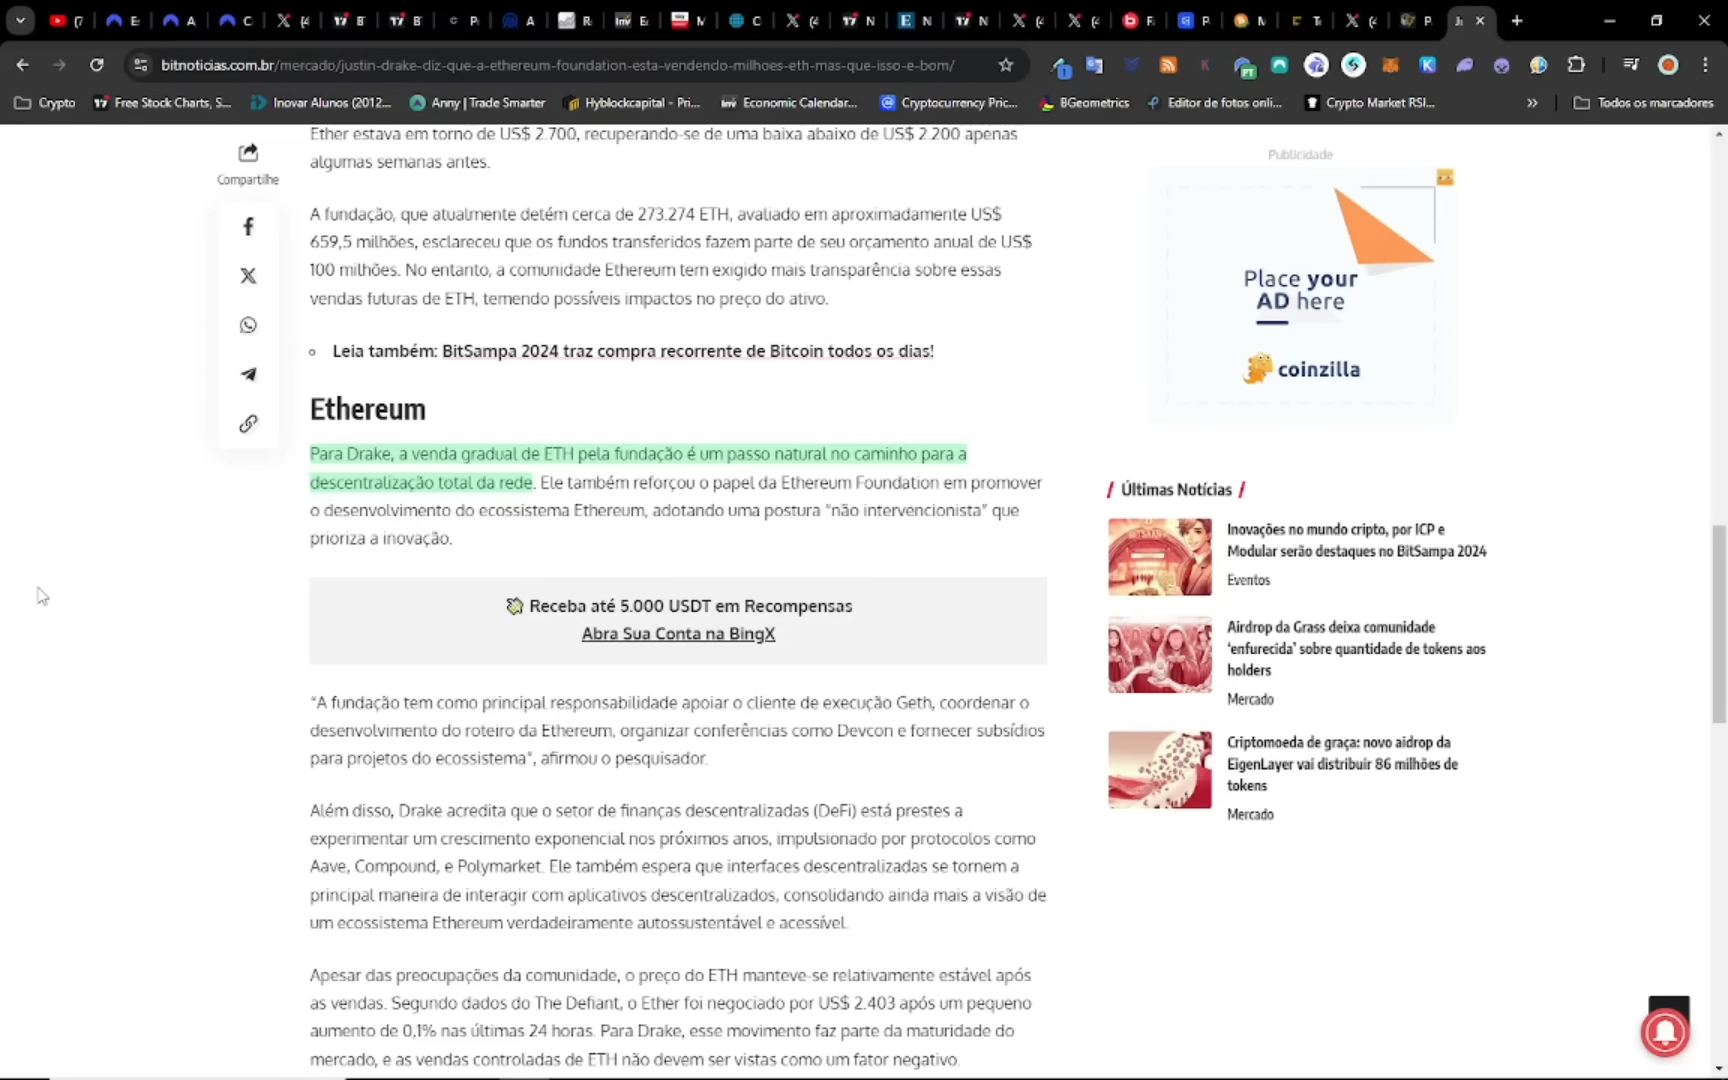 bitnoticias.com.br/mercado/justin-drake-diz-que-a-ethereum-foundation-esta-vendendo-milhoes-eth-mas-que-isso-e-bom/
Crypto
Free Stock Charts, S...
Inovar Alunos (2012...
Anny | Trade Smarter
Hyblockcapital - Pri...
Economic Calendar...
Cryptocurrency Pric...
BGeometrics
Editor de fotos onli...
Crypto Market RSI...
Todos os marcadores
Compartilhe
Ether estava em torno de US$ 2.700, recuperando-se de uma baixa abaixo de US$ 2.200 apenas
algumas semanas antes.
A fundação, que atualmente detém cerca de 273.274 ETH, avaliado em aproximadamente US$
659,5 milhões, esclareceu que os fundos transferidos fazem parte de seu orçamento anual de US$
100 milhões. No entanto, a comunidade Ethereum tem exigido mais transparência sobre essas
vendas futuras de ETH, temendo possíveis impactos no preço do ativo.
Leia também: BitSampa 2024 traz compra recorrente de Bitcoin todos os dias!
Ethereum
Para Drake, a venda gradual de ETH pela fundação é um passo natural no caminho para a
descentralização total da rede. Ele também reforçou o papel da Ethereum Foundation em promover
o desenvolvimento do ecossistema Ethereum, adotando uma postura "não intervencionista" que
prioriza a inovação.
Receba até 5.000 USDT em Recompensas
Abra Sua Conta na BingX
"A fundação tem como principal responsabilidade apoiar o cliente de execução Geth, coordenar o
desenvolvimento do roteiro da Ethereum, organizar conferências como Devcon e fornecer subsídios
para projetos do ecossistema", afirmou o pesquisador.
Além disso, Drake acredita que o setor de finanças descentralizadas (DeFi) está prestes a
experimentar um crescimento exponencial nos próximos anos, impulsionado por protocolos como
Aave, Compound, e Polymarket. Ele também espera que interfaces descentralizadas se tornem a
principal maneira de interagir com aplicativos descentralizados, consolidando ainda mais a visão de
um ecossistema Ethereum verdadeiramente autossustentável e acessível.
Apesar das preocupações da comunidade, o preço do ETH manteve-se relativamente estável após
as vendas. Segundo dados do The Defiant, o Ether foi negociado por US$ 2.403 após um pequeno
aumento de 0,1% nas últimas 24 horas. Para Drake, esse movimento faz parte da maturidade do
mercado, e as vendas controladas de ETH não devem ser vistas como um fator negativo.
Publicidade
Place your
AD here
coinzilla
/ Últimas Notícias /
Inovações no mundo cripto, por ICP e
Modular serão destaques no BitSampa 2024
Eventos
Airdrop da Grass deixa comunidade
'enfurecida' sobre quantidade de tokens aos
holders
Mercado
Criptomoeda de graça: novo aidrop da
EigenLayer vai distribuir 86 milhões de
tokens
Mercado